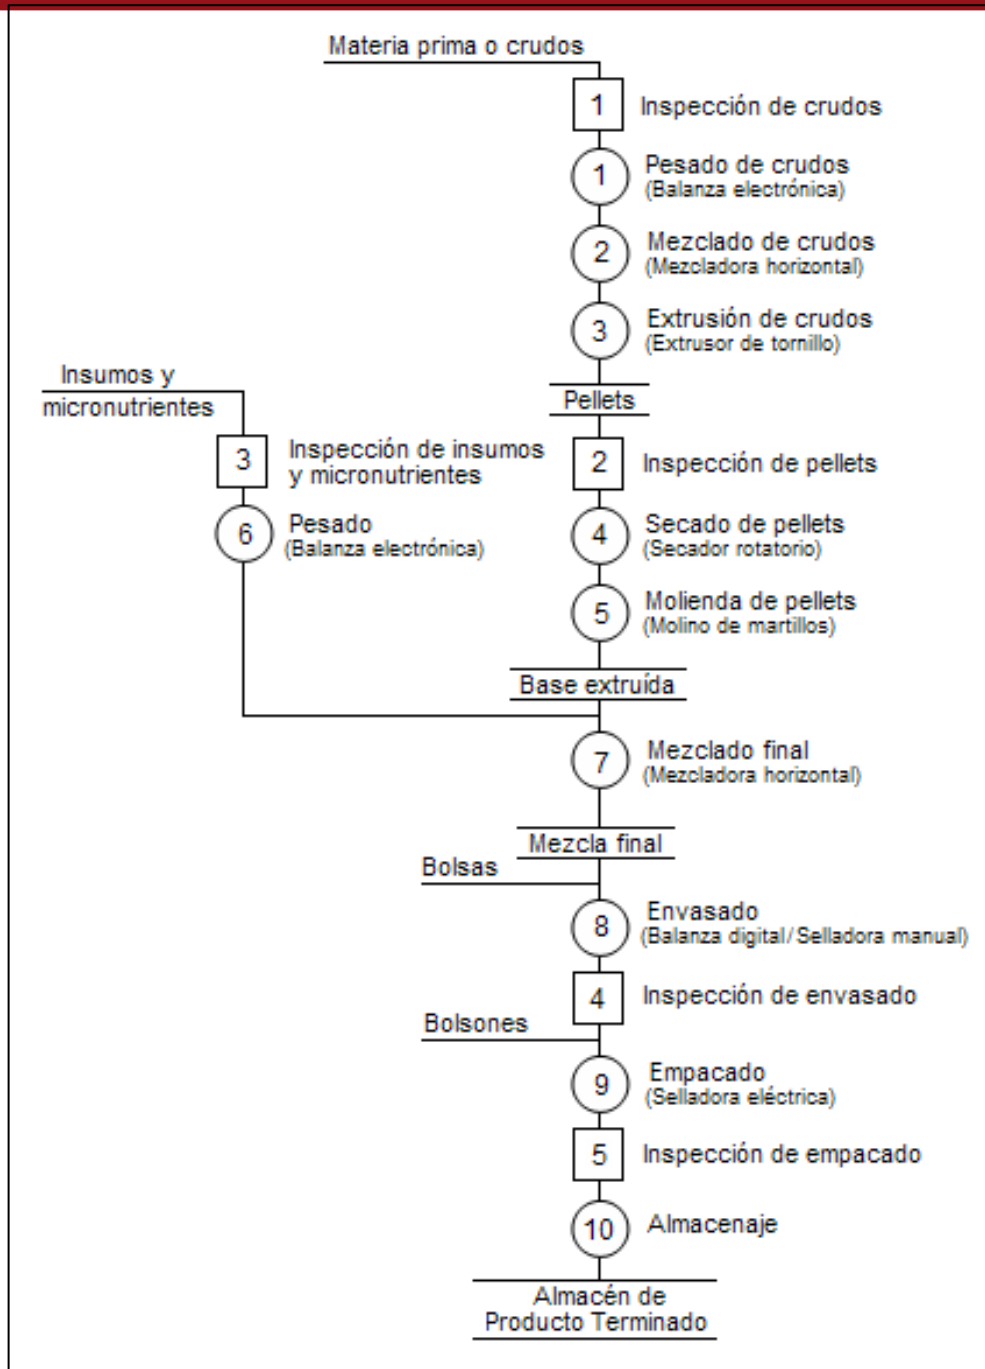 Materia prima o crudos
1
Inspección de crudos
1
Pesado de crudos
(Balanza electrónica)
2
Mezclado de crudos
(Mezcladora horizontal)
3
Extrusión de crudos
(Extrusor de tornillo)
Insumos y
micronutrientes
Pellets
3
Inspección de insumos
y micronutrientes
2
Inspección de pellets
6
Pesado
(Balanza electrónica)
4
Secado de pellets
(Secador rotatorio)
5
Molienda de pellets
(Molino de martillos)
Base extruída
7
Mezclado final
(Mezcladora horizontal)
Mezcla final
Bolsas
8
Envasado
(Balanza digital/Selladora manual)
4
Inspección de envasado
Bolsones
9
Empacado
(Selladora eléctrica)
5
Inspección de empacado
10
Almacenaje
Almacén de
Producto Terminado